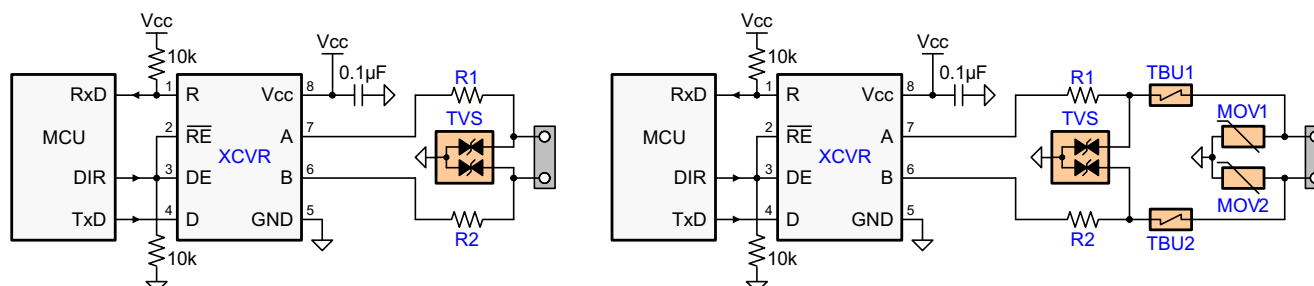 Vcc
10k
Vcc
0.1µF
R1
RxD
1
R
Vcc
8
MCU
2
RE
A
7
TVS
XCVR
DIR
3
DE
B
6
TxD
4
D
GND
5
R2
10k
Vcc
10k
Vcc
0.1µF
R1
TBU1
RxD
1
R
Vcc
8
MOV1
MCU
2
RE
A
7
TVS
XCVR
DIR
3
DE
B
6
MOV2
TxD
4
D
GND
5
R2
TBU2
10k